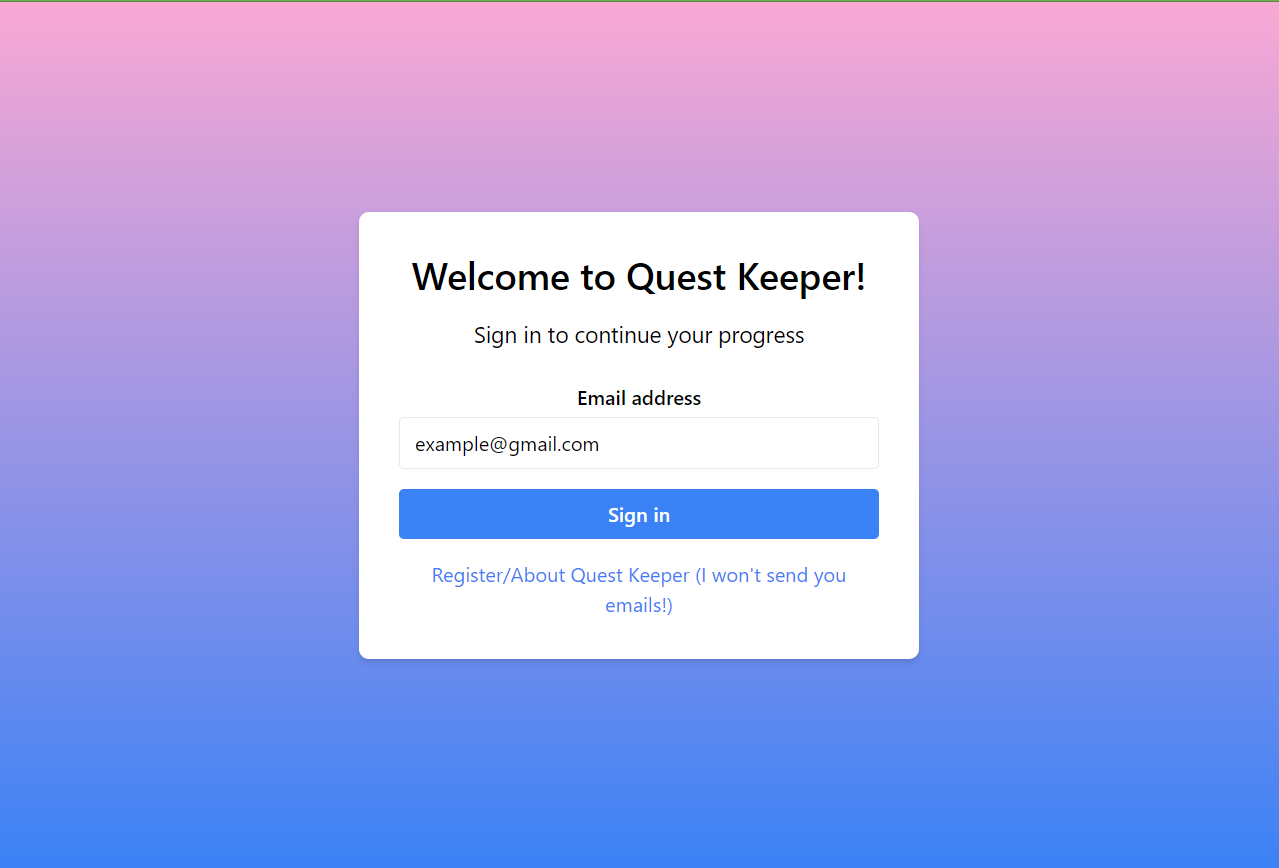 Welcome to Quest Keeper!
Sign in to continue your progress
Email address
example@gmail.com
Sign in
Register/About Quest Keeper (I won't send you
emails!)